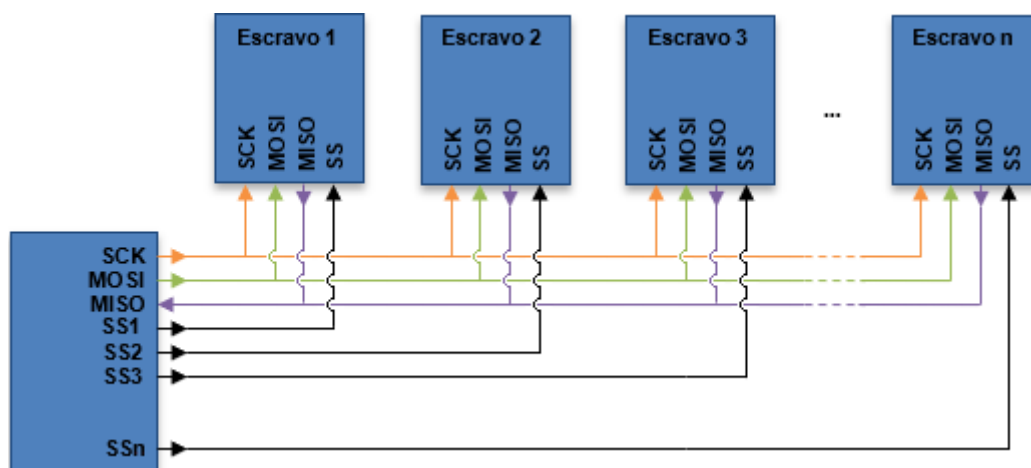 Escravo 1
Escravo 2
Escravo 3
Escravo n
SCK
MOSI
MISO
SS
SCK
MOSI
MISO
SS
SCK
MOSI
MISO
SS
...
SCK
MOSI
MISO
SS
SCK
MOSI
MISO
SS1
SS2
SS3
SSn